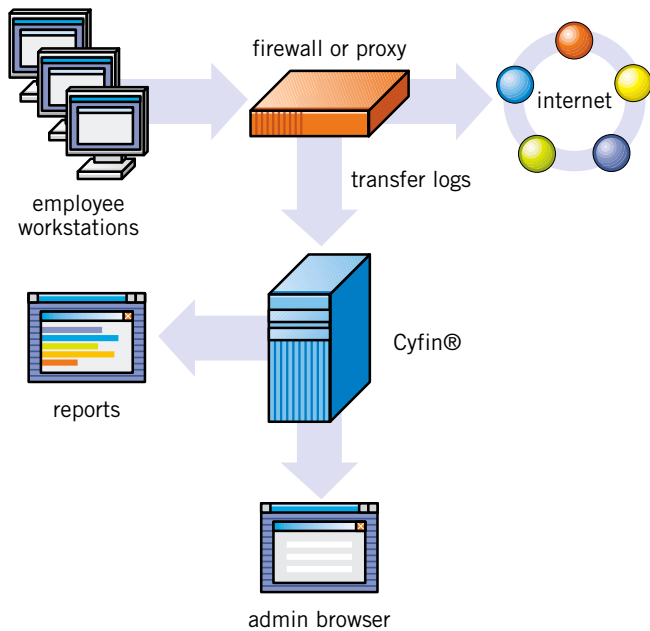 firewall or proxy
internet
transfer logs
employee
workstations
Cyfin®
reports
admin browser